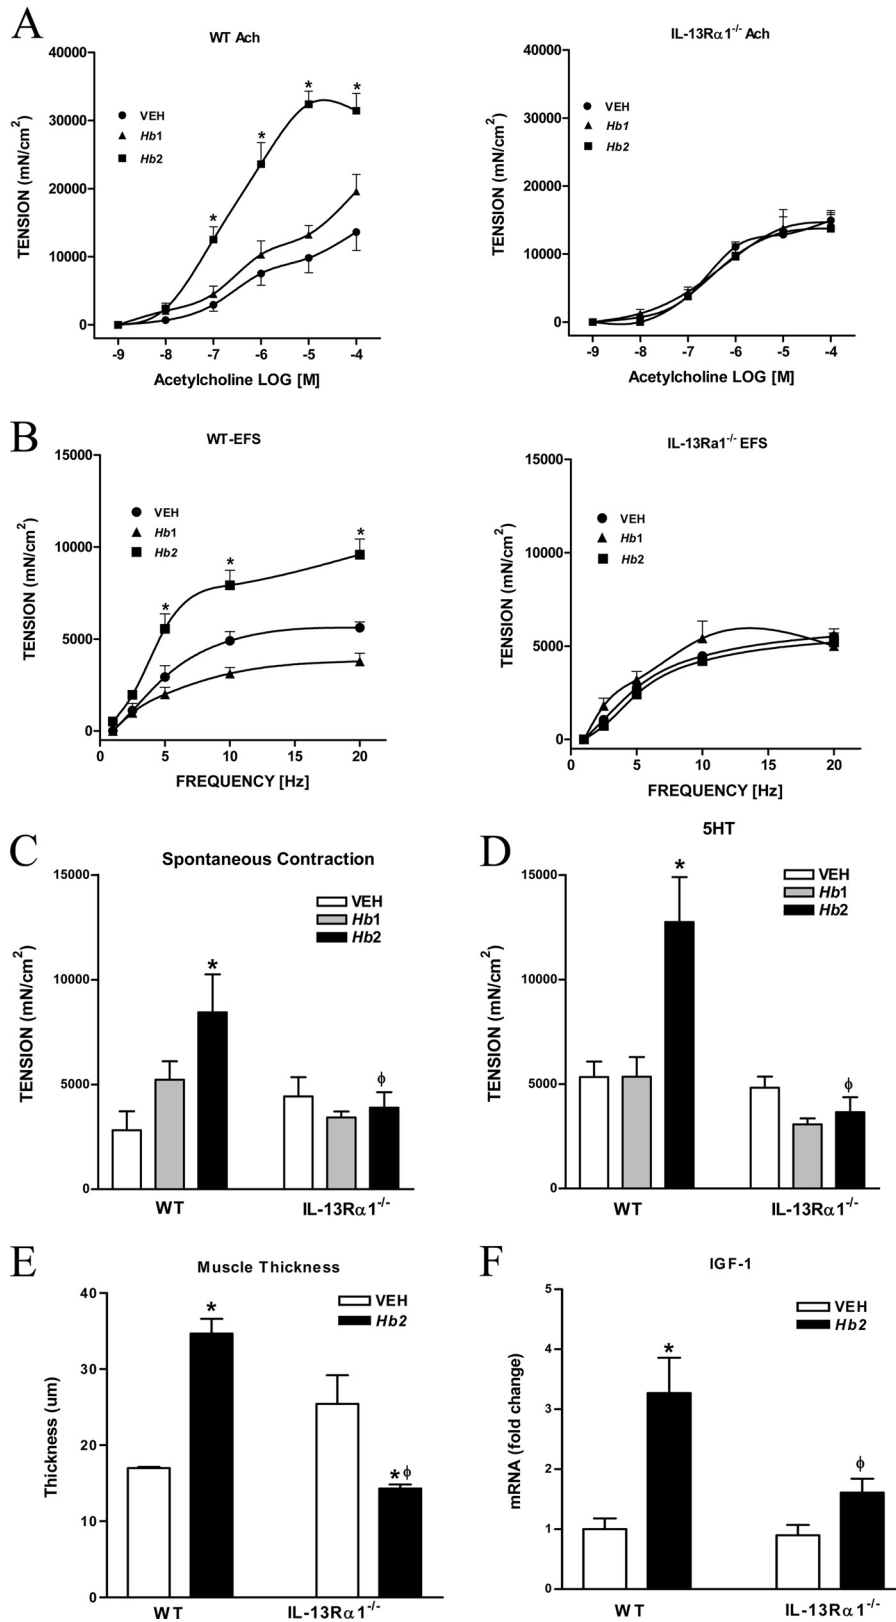 A
WT Ach
40000
30000
20000
10000
0
TENSION (mN/cm²)
VEH
Hb1
Hb2
* * * *
-9 -8 -7 -6 -5 -4
Acetylcholine LOG [M]
IL-13Rα1⁻/⁻ Ach
40000
30000
20000
10000
0
TENSION (mN/cm²)
VEH
Hb1
Hb2
-9 -8 -7 -6 -5 -4
Acetylcholine LOG [M]
B
WT-EFS
15000
10000
5000
0
TENSION (mN/cm²)
VEH
Hb1
Hb2
* * *
0 5 10 15 20
FREQUENCY [Hz]
IL-13Ra1⁻/⁻ EFS
15000
10000
5000
0
TENSION (mN/cm²)
VEH
Hb1
Hb2
0 5 10 15 20
FREQUENCY [Hz]
C
Spontaneous Contraction
15000
10000
5000
0
TENSION (mN/cm²)
VEH
Hb1
Hb2
*
ϕ
WT IL-13Rα1⁻/⁻
D
5HT
15000
10000
5000
0
TENSION (mN/cm²)
VEH
Hb1
Hb2
*
ϕ
WT IL-13Rα1⁻/⁻
E
Muscle Thickness
40
30
20
10
0
Thickness (um)
VEH
Hb2
*
*ϕ
WT IL-13Rα1⁻/⁻
F
IGF-1
5
4
3
2
1
0
mRNA (fold change)
VEH
Hb2
*
ϕ
WT IL-13Rα1⁻/⁻